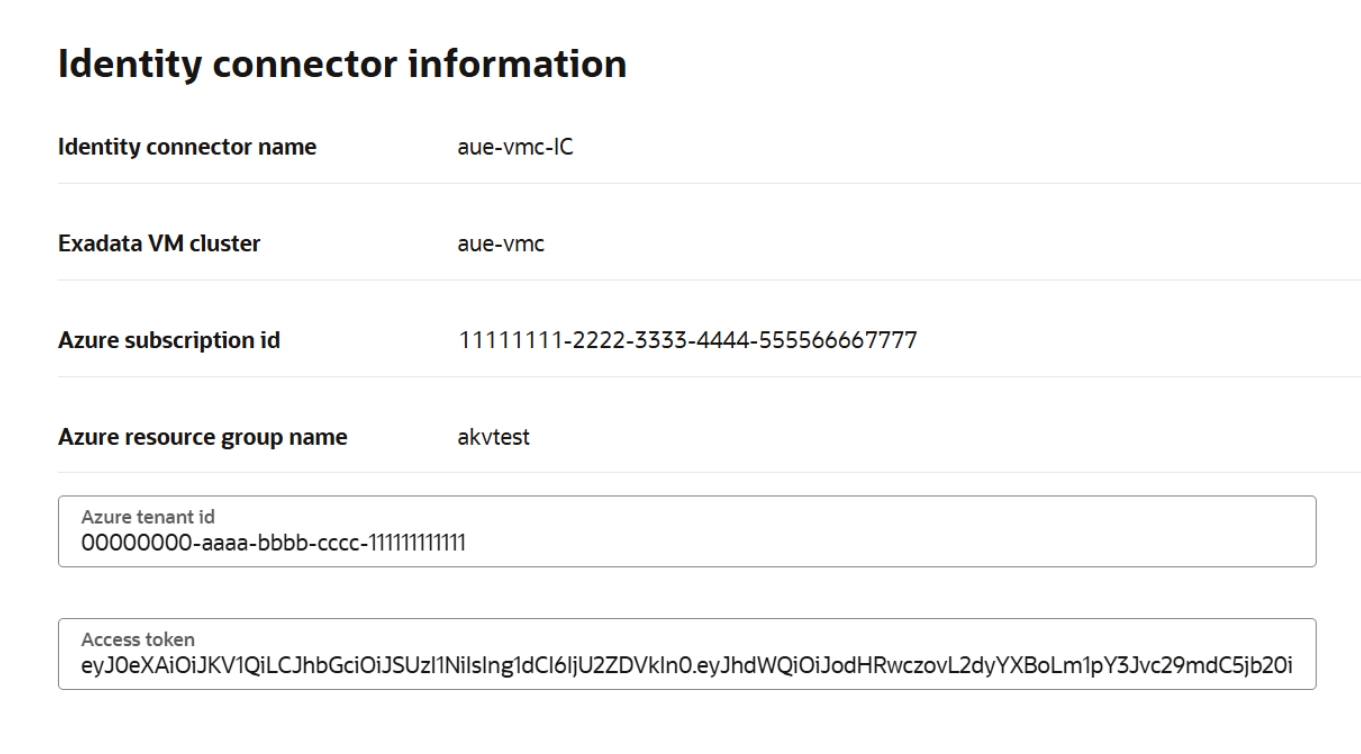 Identity connector information
Identity connector name aue-vmc-IC
Exadata VM cluster aue-vmc
Azure subscription id 11111111-2222-3333-4444-555566667777
Azure resource group name akvtest
Azure tenant id
00000000-aaaa-bbbb-cccc-111111111111
Access token
eyJ0eXAiOiJKV1QiLCJhbGciOiJSUzI1NiIsIng1dCI6IjU2ZDVkIn0.eyJhdWQiOiJodHRwczovL2dyYXBoLm1pY3Jvc29mdC5jb20i